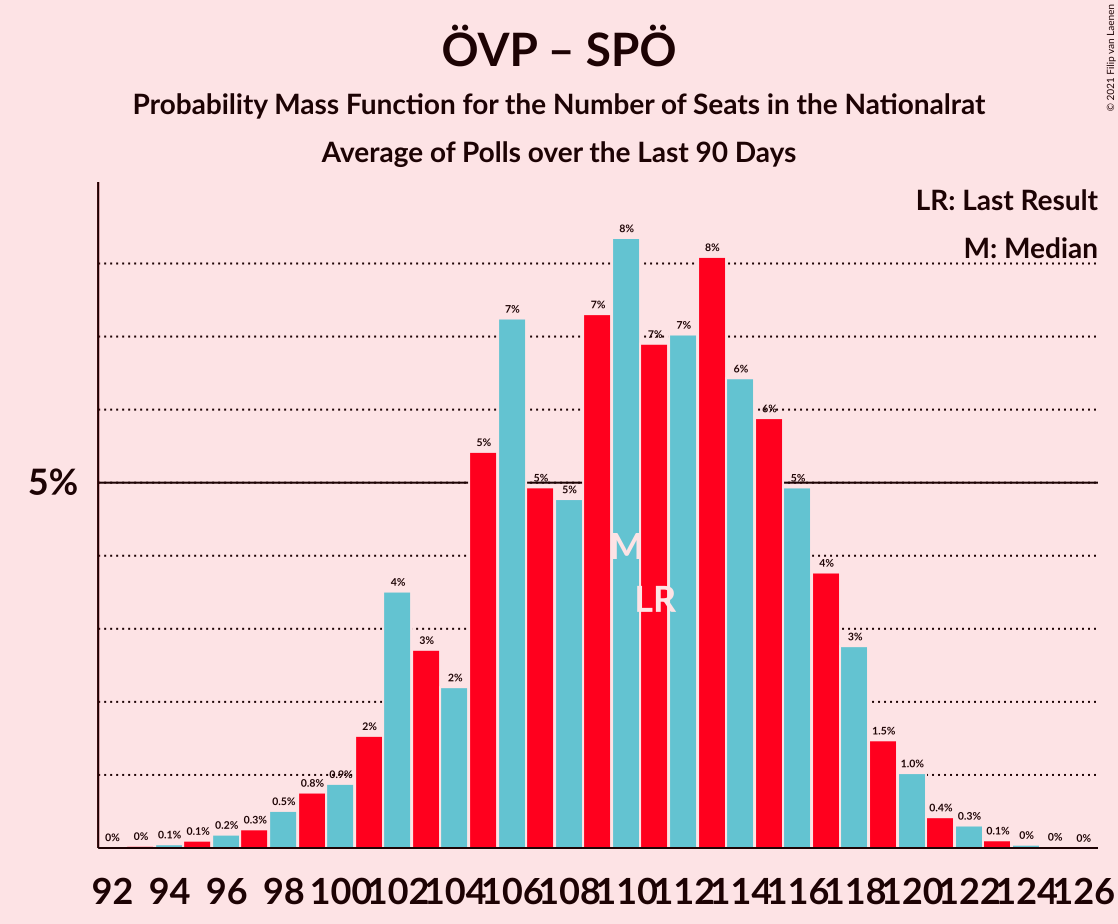 ÖVP – SPÖ
Probability Mass Function for the Number of Seats in the Nationalrat
Average of Polls over the Last 90 Days
© 2021 Filip van Laenen
LR: Last Result
M: Median
5%
0% 0% 0.1% 0.1% 0.2% 0.3% 0.5% 0.8% 0.9% 2% 4% 3% 2% 5% 7% 5% 5% 7% 8% 7% 7% 8% 6% 6% 5% 4% 3% 1.5% 1.0% 0.4% 0.3% 0.1% 0% 0% 0%
M
LR
92 94 96 98 100 102 104 106 108 110 112 114 116 118 120 122 124 126